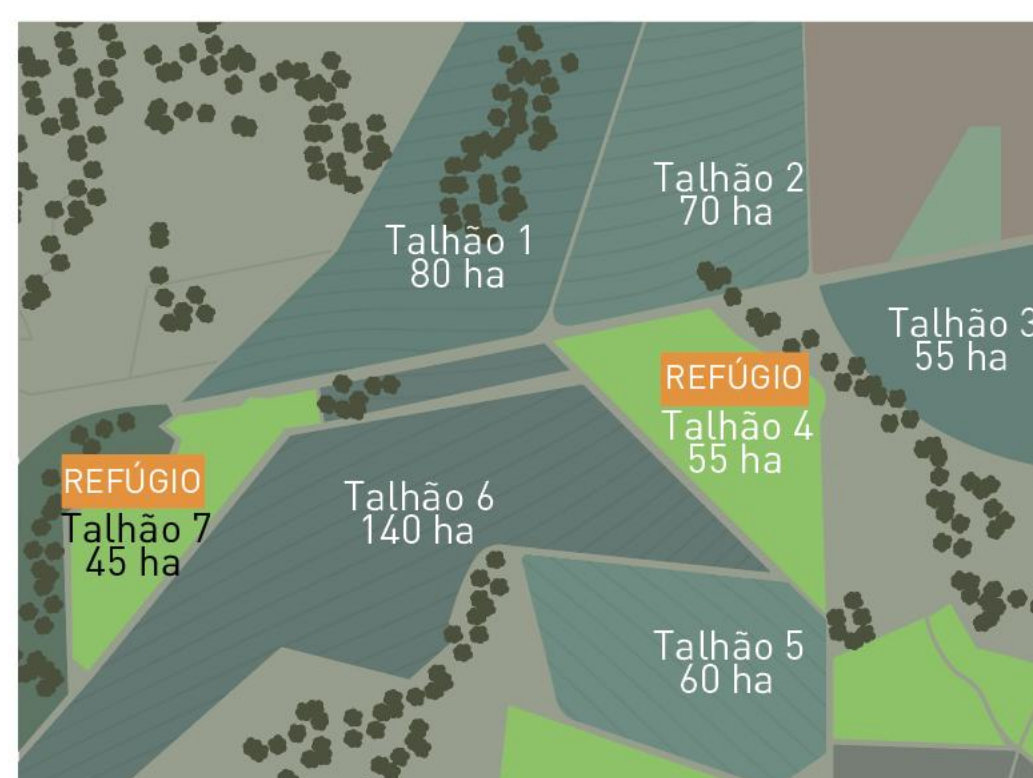 Talhão 1
80 ha
Talhão 2
70 ha
Talhão 3
55 ha
REFÚGIO
Talhão 4
55 ha
Talhão 5
60 ha
Talhão 6
140 ha
REFÚGIO
Talhão 7
45 ha